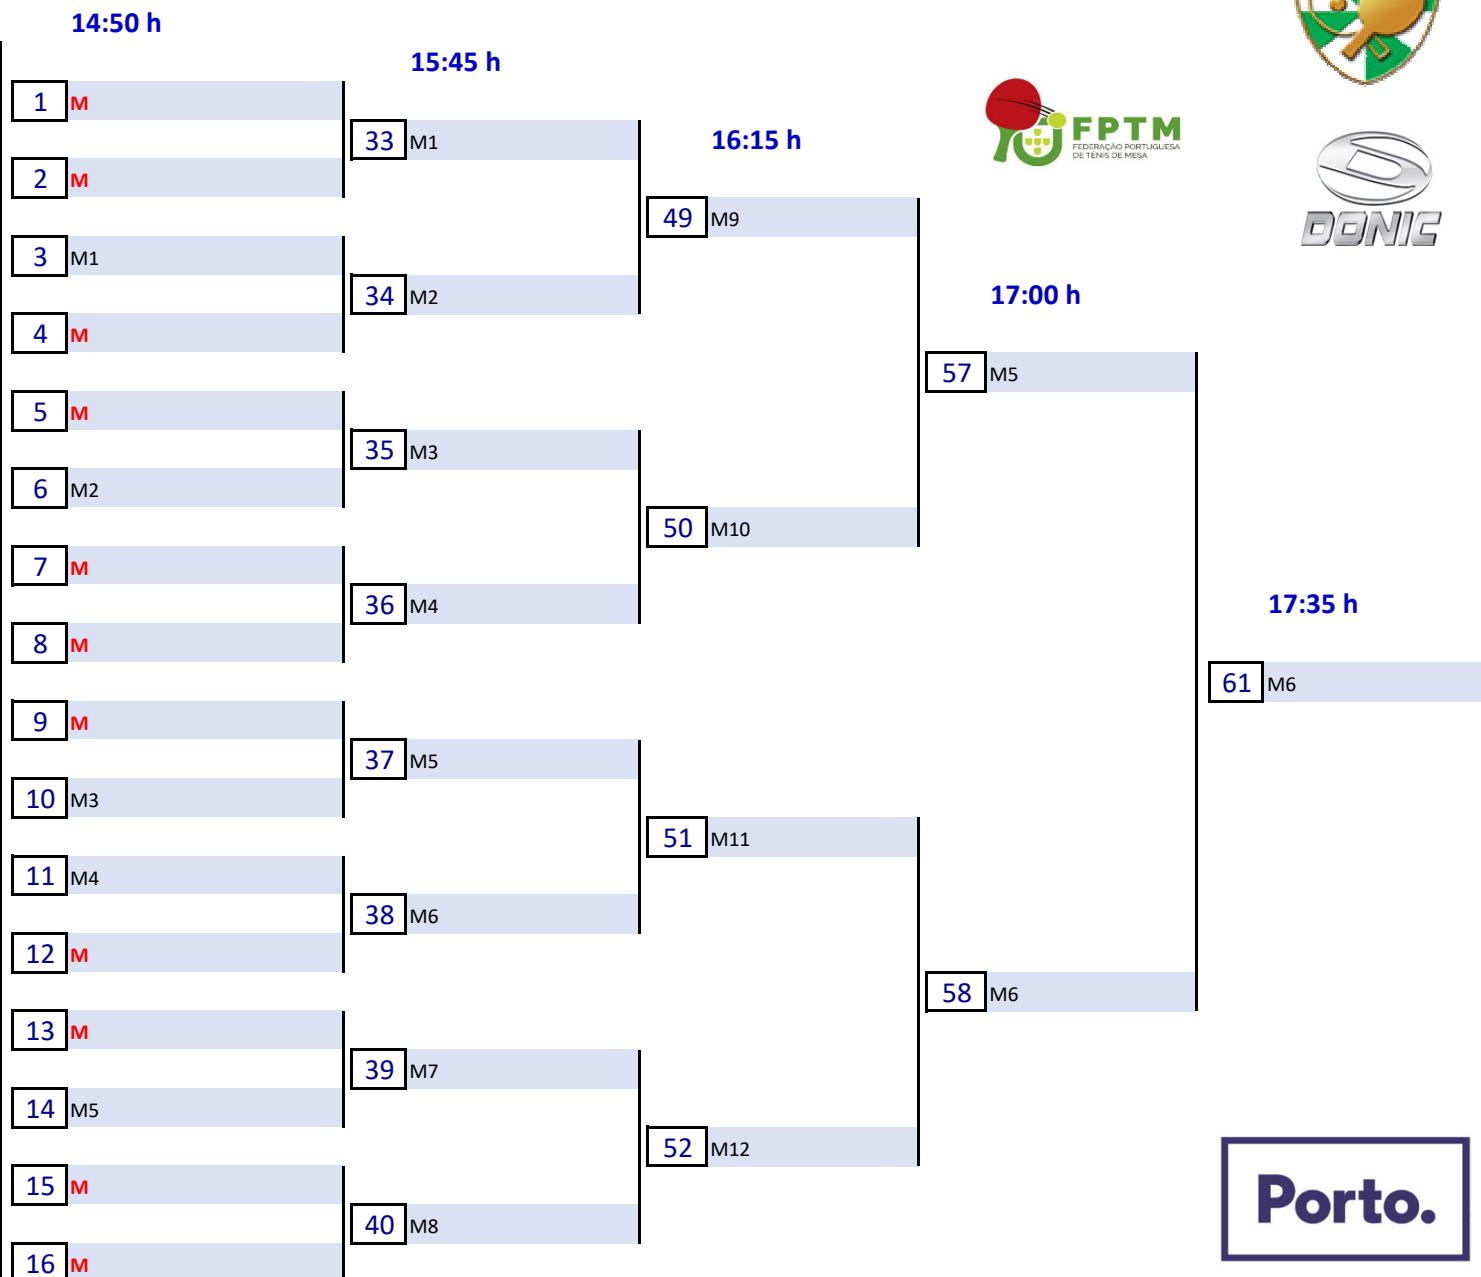 14:50 h
15:45 h
16:15 h
17:00 h
17:35 h
FPTM
FEDERAÇÃO PORTUGUESA
DE TÉNIS DE MESA
DONIC
1 M
2 M
3 M1
4 M
5 M
6 M2
7 M
8 M
9 M
10 M3
11 M4
12 M
13 M
14 M5
15 M
16 M
33 M1
34 M2
35 M3
36 M4
37 M5
38 M6
39 M7
40 M8
49 M9
50 M10
51 M11
52 M12
57 M5
58 M6
61 M6
Porto.